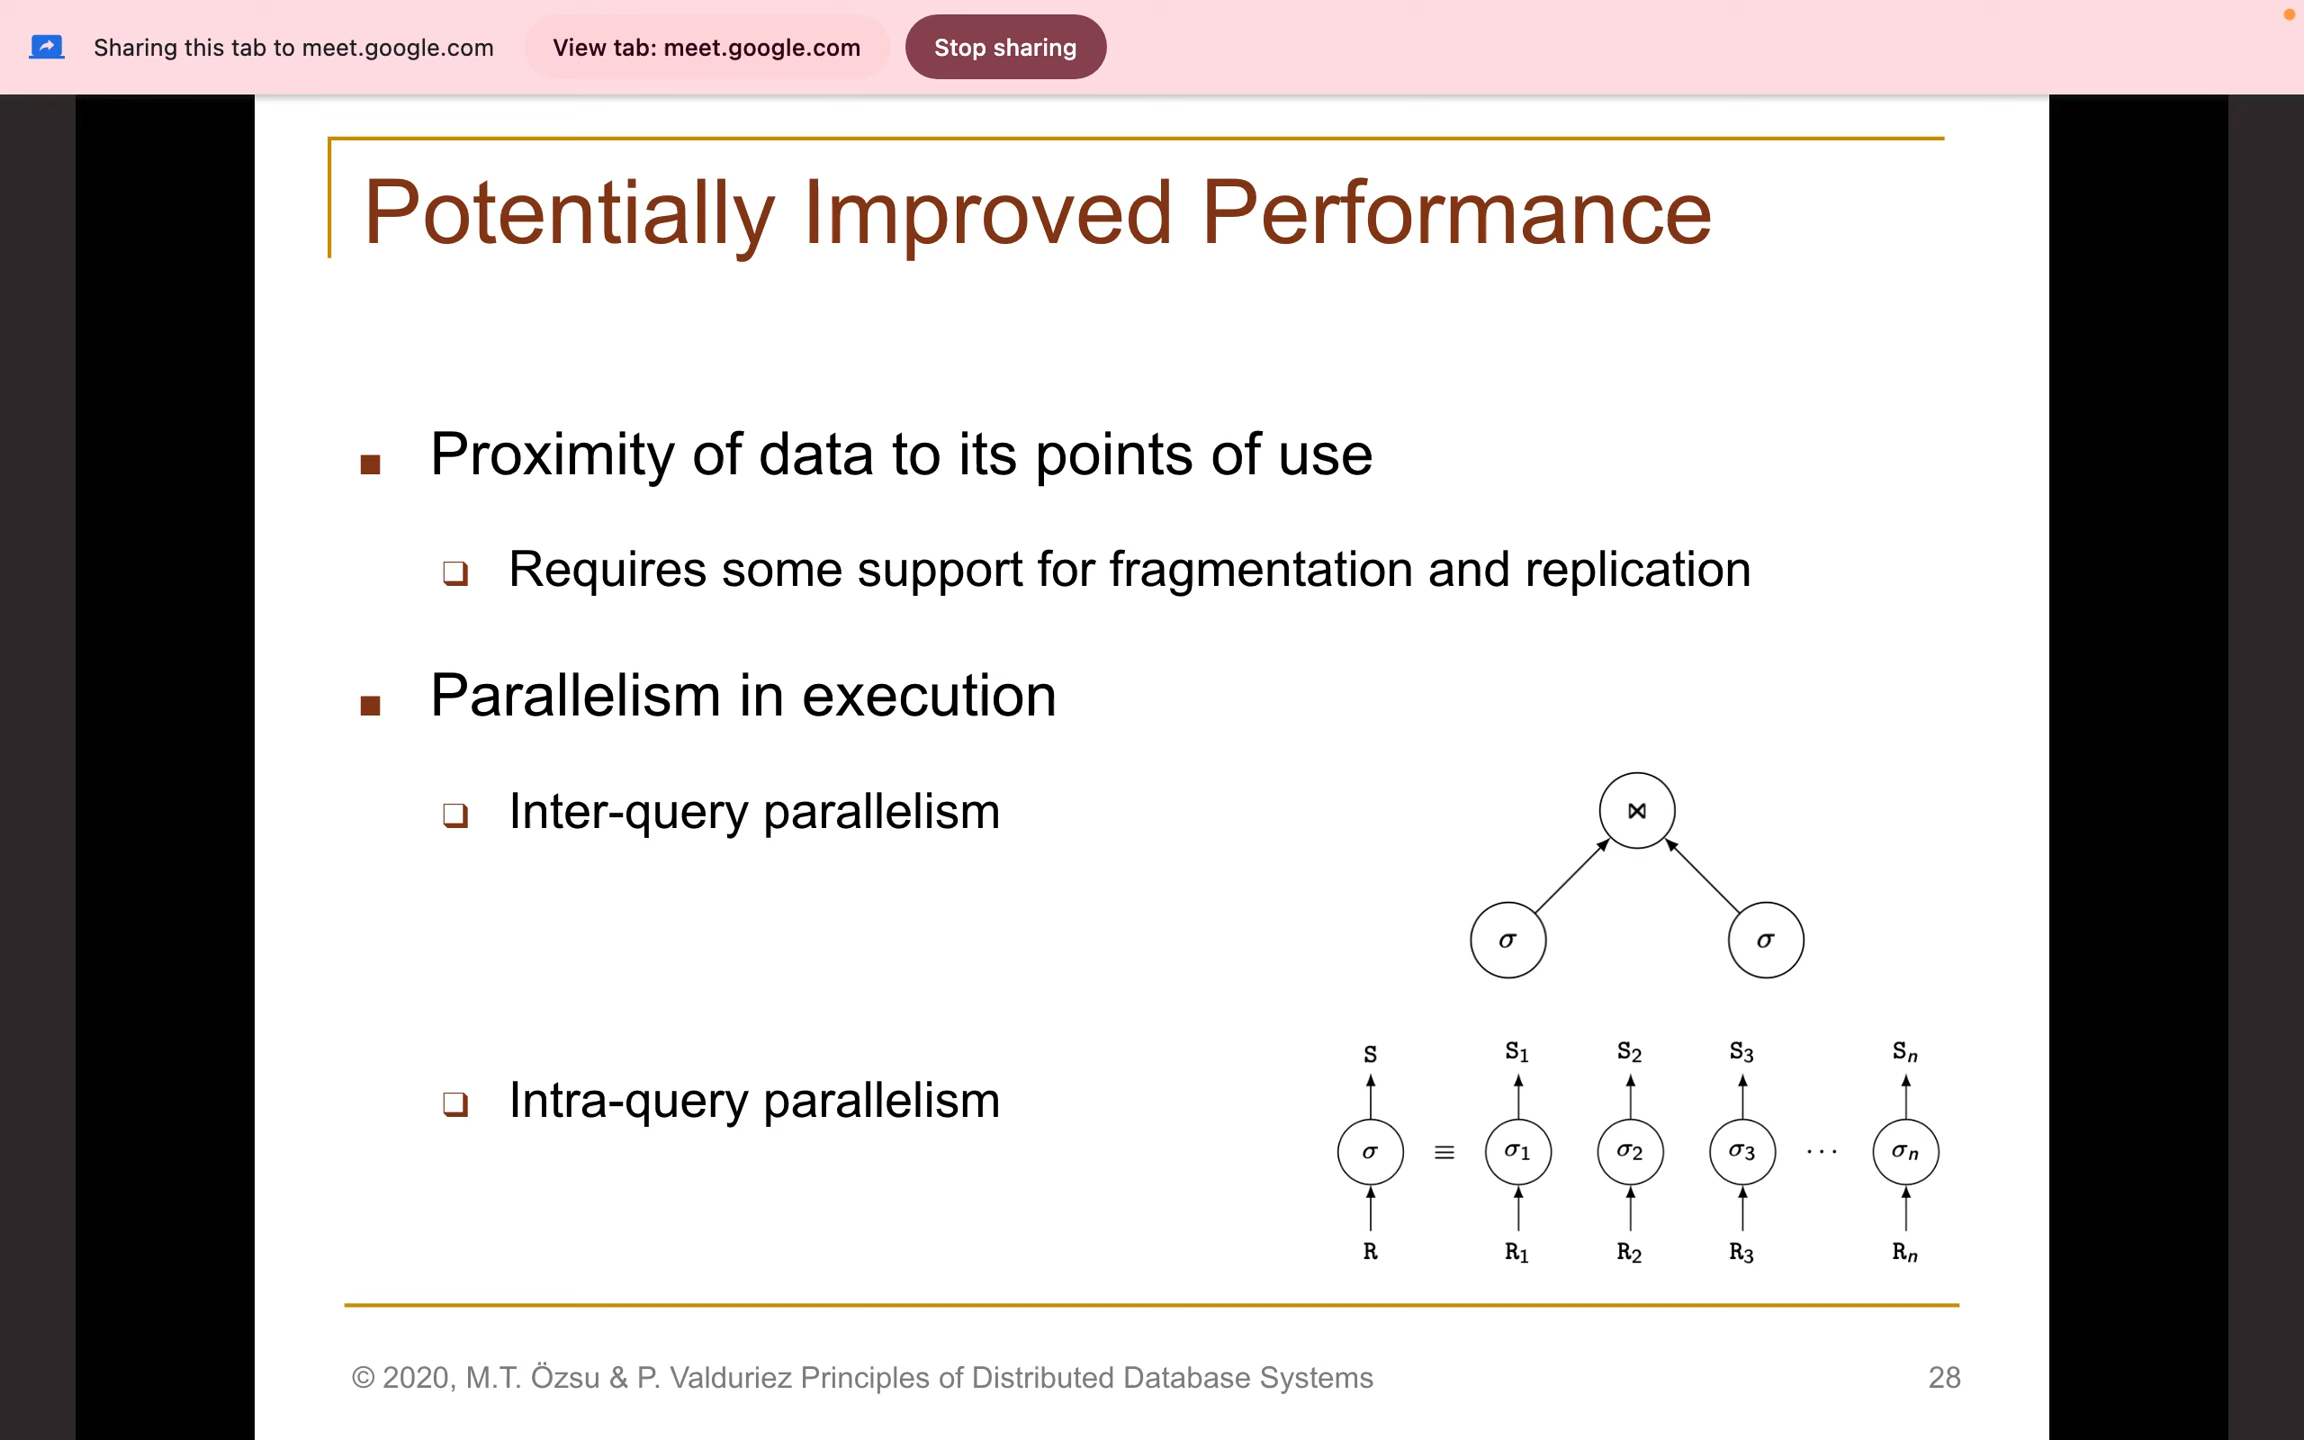 Sharing this tab to meet.google.com View tab: meet.google.com Stop sharing
Potentially Improved Performance
■ Proximity of data to its points of use
❑ Requires some support for fragmentation and replication
■ Parallelism in execution
❑ Inter-query parallelism
⋈
σ σ
S S₁ S₂ S₃ Sₙ
❑ Intra-query parallelism
σ ≡ σ₁ σ₂ σ₃ ··· σₙ
R R₁ R₂ R₃ Rₙ
© 2020, M.T. Özsu & P. Valduriez Principles of Distributed Database Systems 28